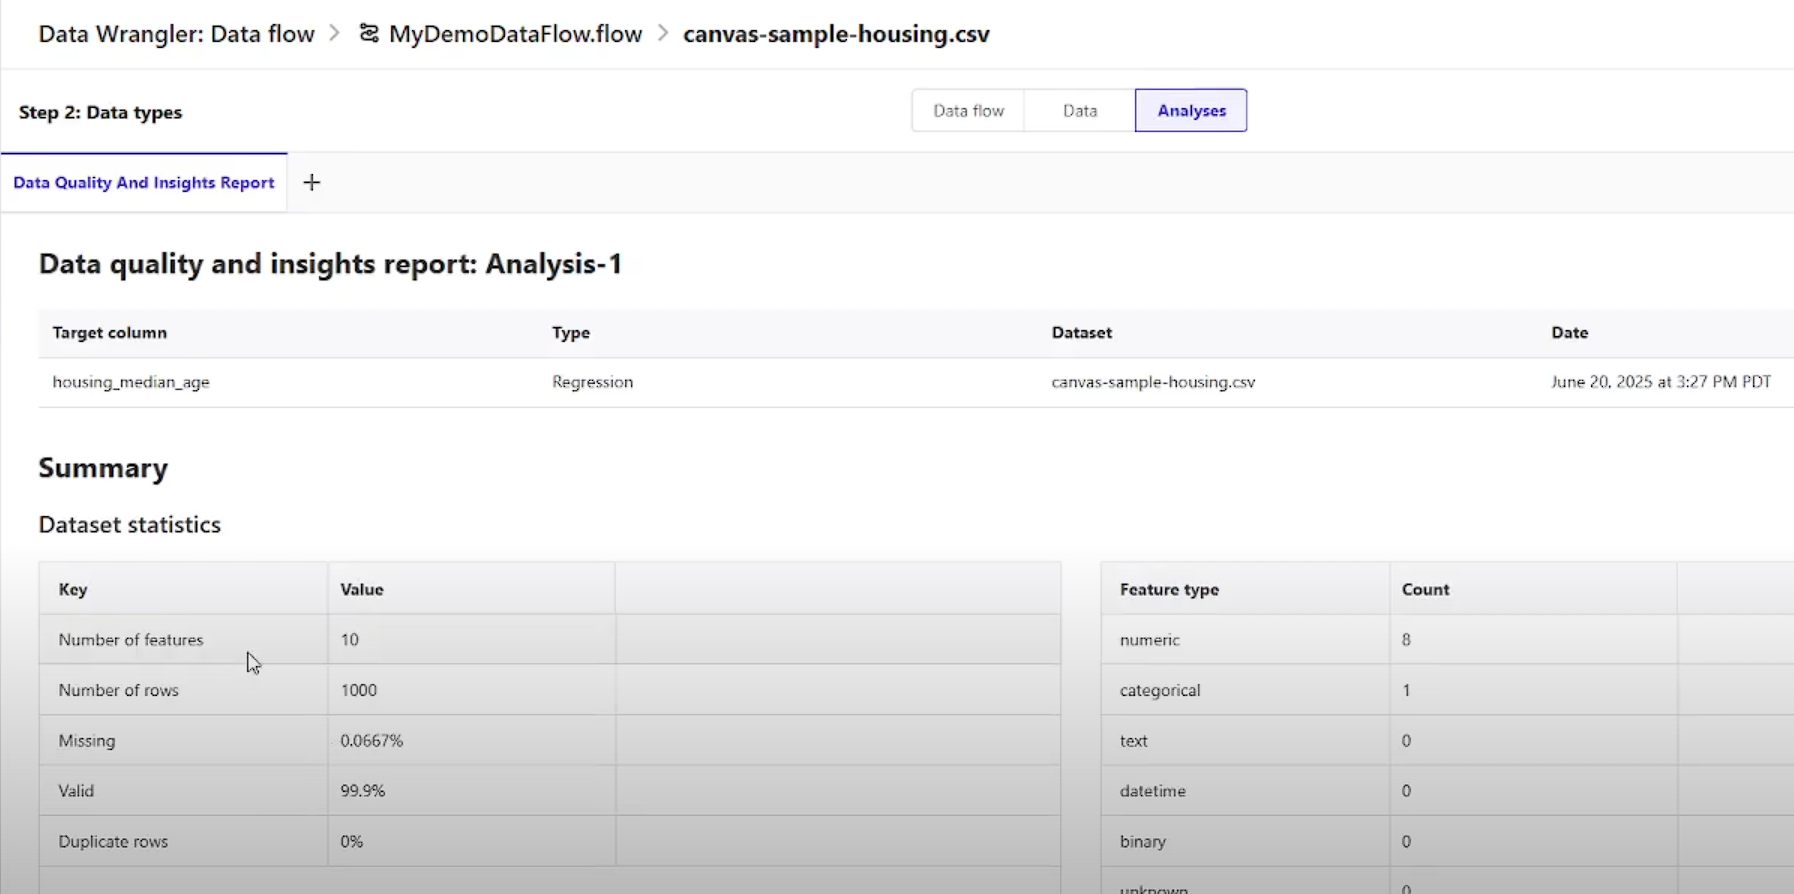 Data Wrangler: Data flow > MyDemoDataFlow.flow > canvas-sample-housing.csv
Step 2: Data types
Data flow Data Analyses
Data Quality And Insights Report +
Data quality and insights report: Analysis-1
Target column Type Dataset Date
housing_median_age Regression canvas-sample-housing.csv June 20, 2025 at 3:27 PM PDT
Summary
Dataset statistics
Key Value
Number of features 10
Number of rows 1000
Missing 0.0667%
Valid 99.9%
Duplicate rows 0%
Feature type Count
numeric 8
categorical 1
text 0
datetime 0
binary 0
unknown 0